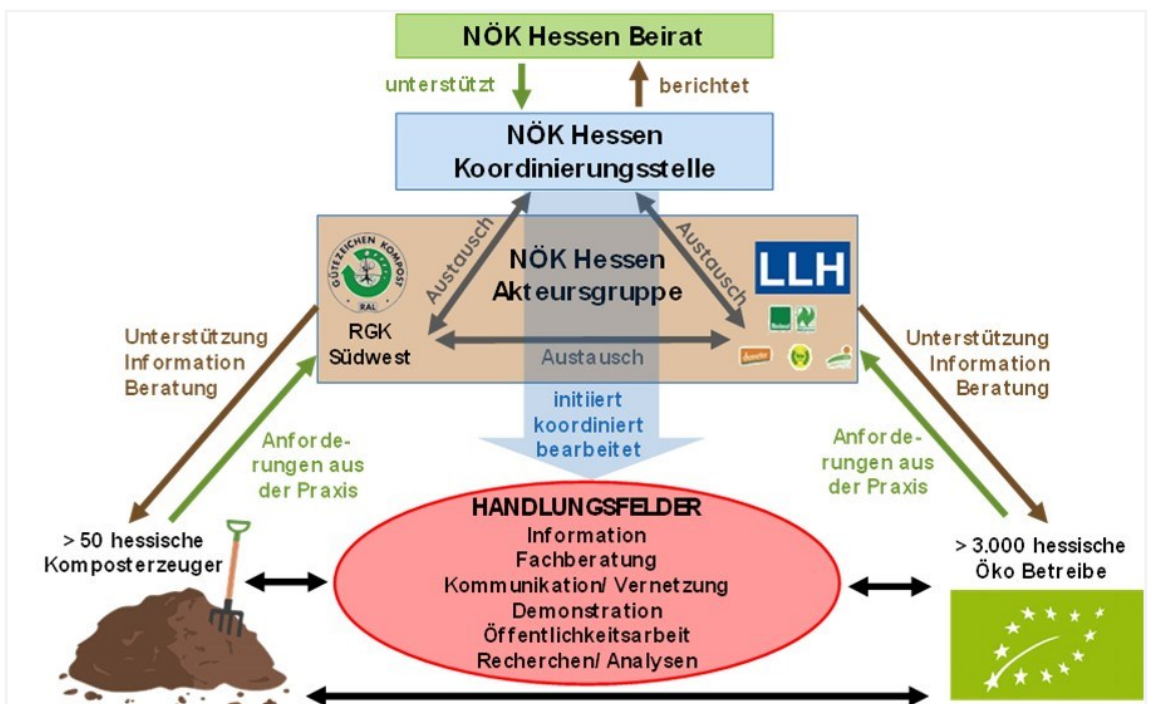 NÖK Hessen Beirat
unterstützt
berichtet
NÖK Hessen
Koordinierungsstelle
Austausch
Austausch
GÜTEZEICHEN KOMPOST
RAL
RGK
Südwest
NÖK Hessen
Akteursgruppe
LLH
Bioland
demeter
Austausch
Unterstützung
Information
Beratung
Anforde-
rungen aus
der Praxis
initiiert
koordiniert
bearbeitet
Unterstützung
Information
Beratung
Anforde-
rungen aus
der Praxis
> 50 hessische
Komposterzeuger
HANDLUNGSFELDER
Information
Fachberatung
Kommunikation/ Vernetzung
Demonstration
Öffentlichkeitsarbeit
Recherchen/ Analysen
> 3.000 hessische
Öko Betreibe